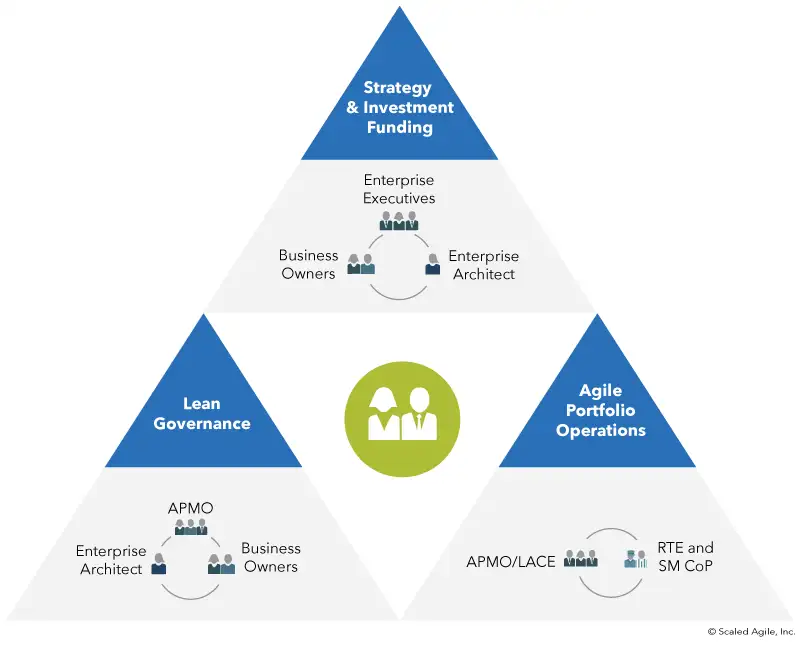 Strategy
& Investment
Funding
Enterprise
Executives
Business
Owners
Enterprise
Architect
Lean
Governance
APMO
Enterprise
Architect
Business
Owners
Agile
Portfolio
Operations
APMO/LACE
RTE and
SM CoP
© Scaled Agile, Inc.